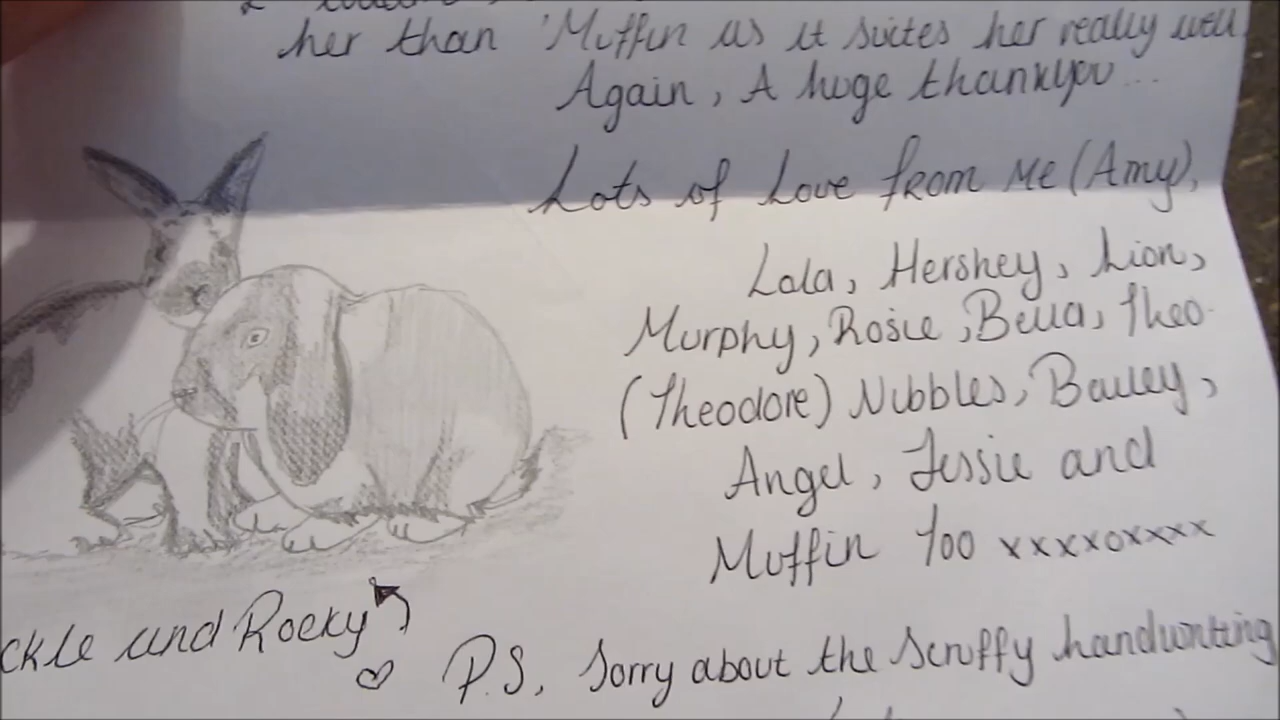 her than 'Muffin as it suites her really well
Again, A huge thankyou...
Lots of Love from Me (Amy),
Lola, Hershey, Lion,
Murphy, Rosie, Bella, Theo
(Theodore) Nibbles, Bailey,
Angel, Jessie and
Muffin Too xxxxoxxxx
ckle and Rocky
P.S, Sorry about the scruffy handwriting